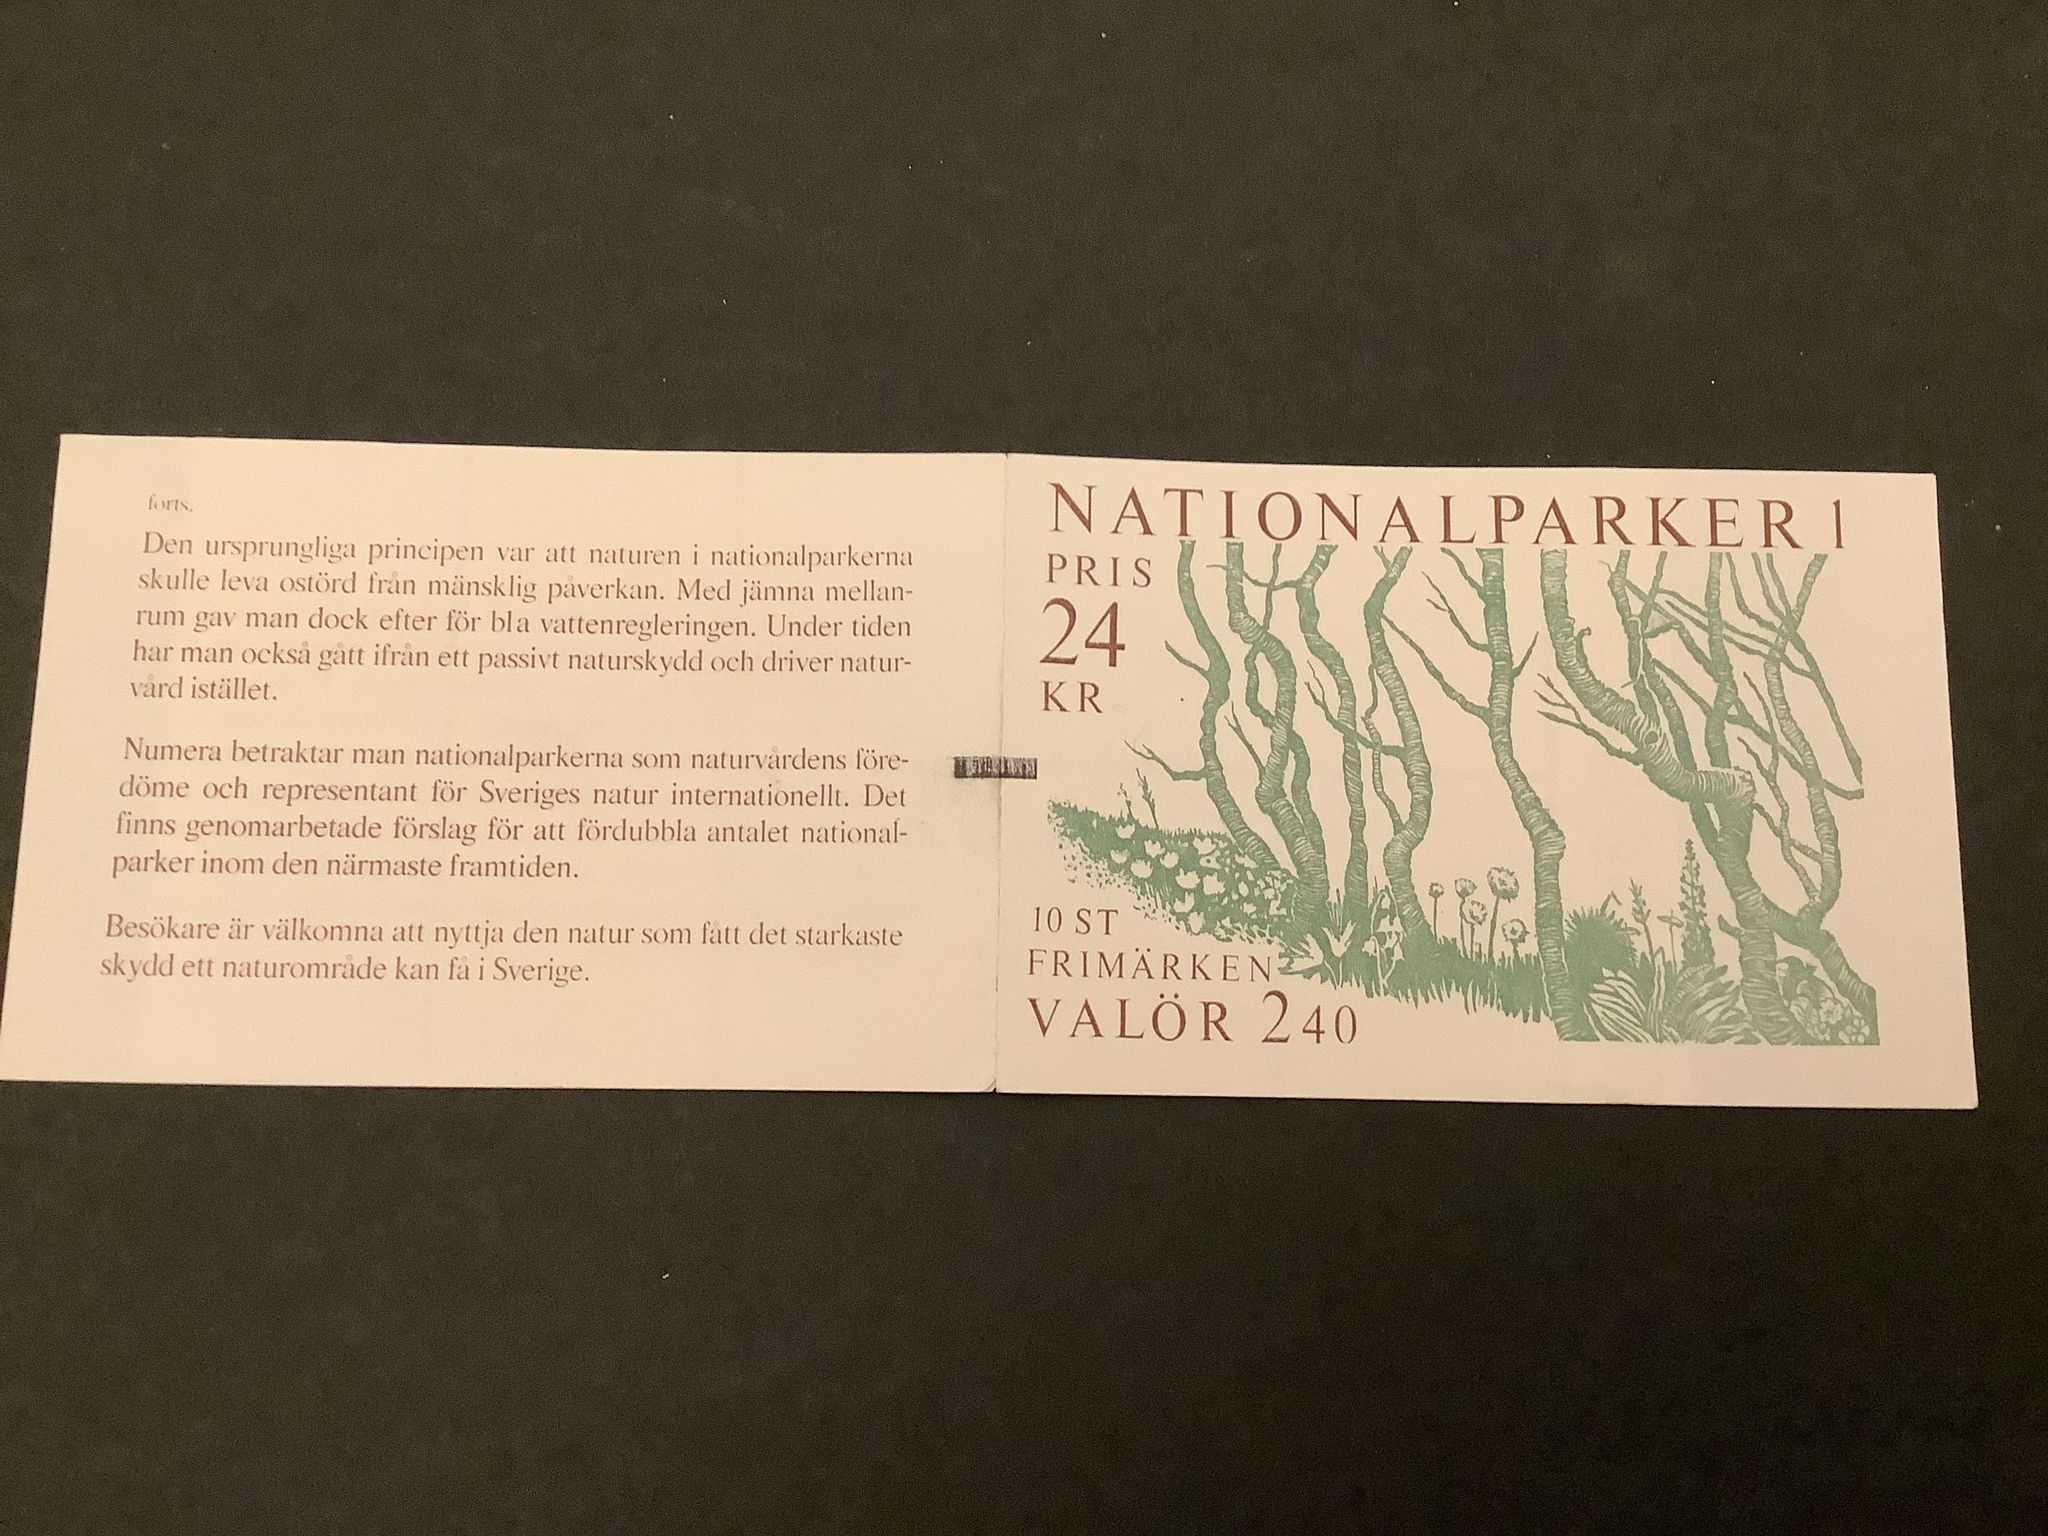 forts.
Den ursprungliga principen var att naturen i nationalparkerna
skulle leva ostörd från mänsklig påverkan. Med jämna mellan-
rum gav man dock efter för bl a vattenregleringen. Under tiden
har man också gått ifrån ett passivt naturskydd och driver natur-
vård istället.
Numera betraktar man nationalparkerna som naturvårdens före-
döme och representant för Sveriges natur internationellt. Det
finns genomarbetade förslag för att fördubbla antalet national-
parker inom den närmaste framtiden.
Besökare är välkomna att nyttja den natur som fått det starkaste
skydd ett naturområde kan få i Sverige.
NATIONALPARKER 1
PRIS
24
KR
10 ST
FRIMÄRKEN
VALÖR 240